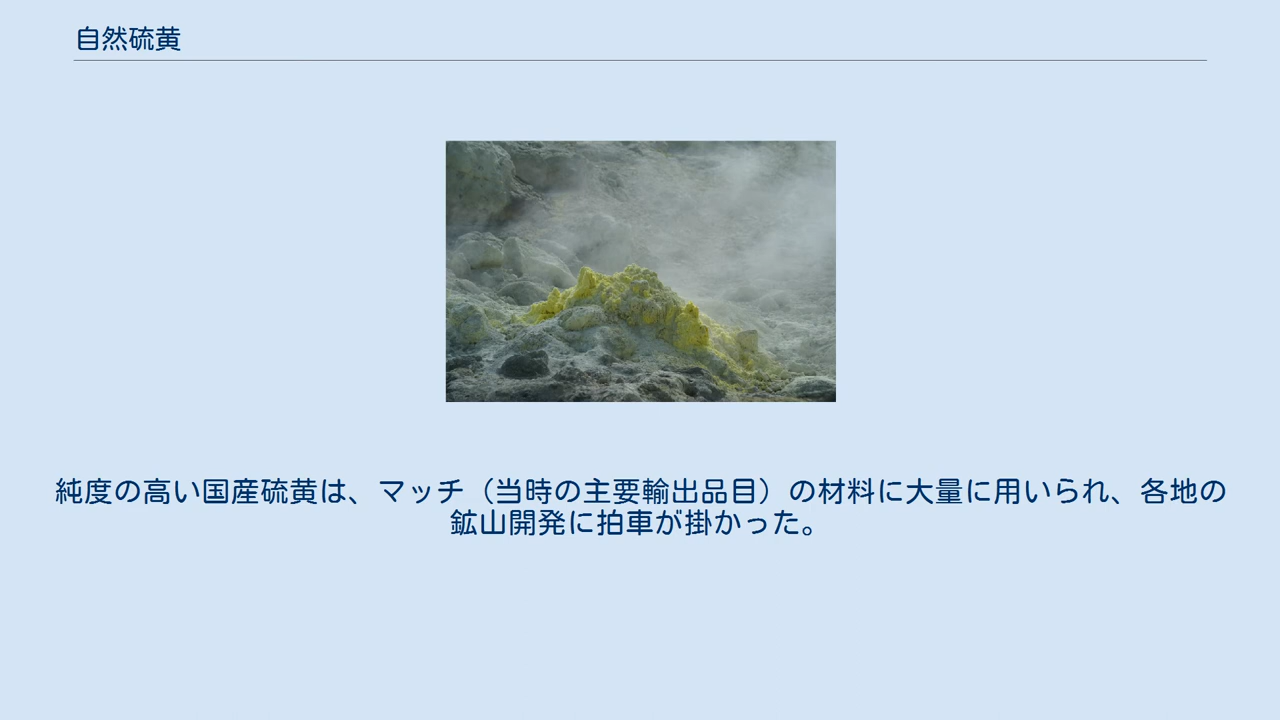 自然硫黄
純度の高い国産硫黄は、マッチ（当時の主要輸出品目）の材料に大量に用いられ、各地の
鉱山開発に拍車が掛かった。